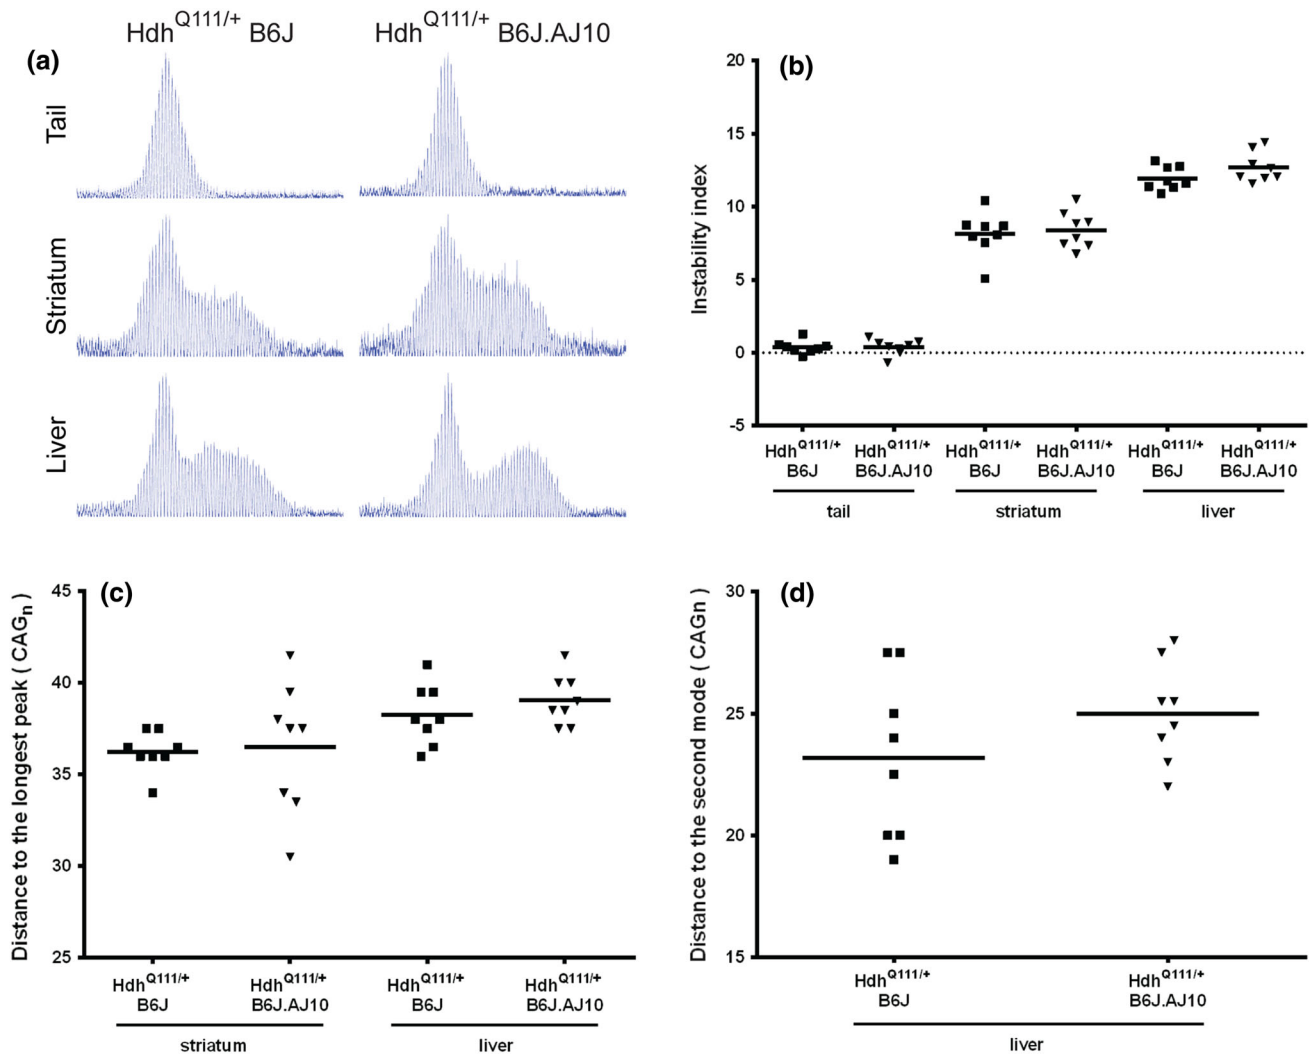 Hdh^Q111/+ B6J
Hdh^Q111/+ B6J.AJ10
(a)
Tail
Striatum
Liver
(b)
Instability index
20
15
10
5
0
-5
Hdh^Q111/+
B6J
Hdh^Q111/+
B6J.AJ10
Hdh^Q111/+
B6J
Hdh^Q111/+
B6J.AJ10
Hdh^Q111/+
B6J
Hdh^Q111/+
B6J.AJ10
tail
striatum
liver
(c)
Distance to the longest peak ( CAG_n )
45
40
35
30
25
Hdh^Q111/+
B6J
Hdh^Q111/+
B6J.AJ10
Hdh^Q111/+
B6J
Hdh^Q111/+
B6J.AJ10
striatum
liver
(d)
Distance to the second mode ( CAGn )
30
25
20
15
Hdh^Q111/+
B6J
Hdh^Q111/+
B6J.AJ10
liver